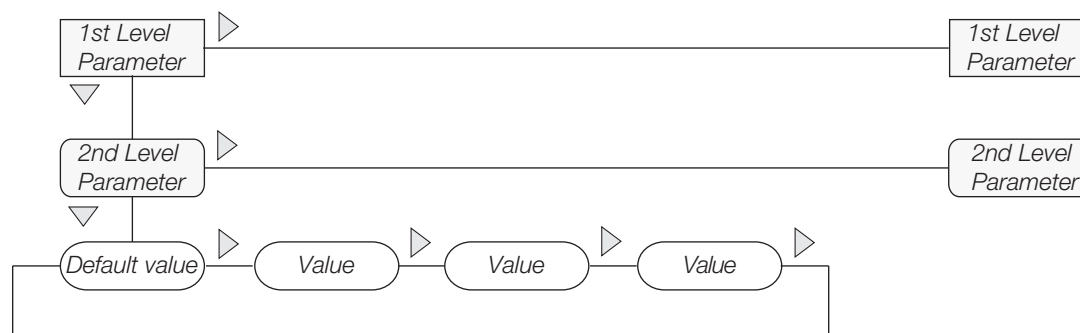 1st Level
Parameter
1st Level
Parameter
2nd Level
Parameter
2nd Level
Parameter
Default value
Value
Value
Value